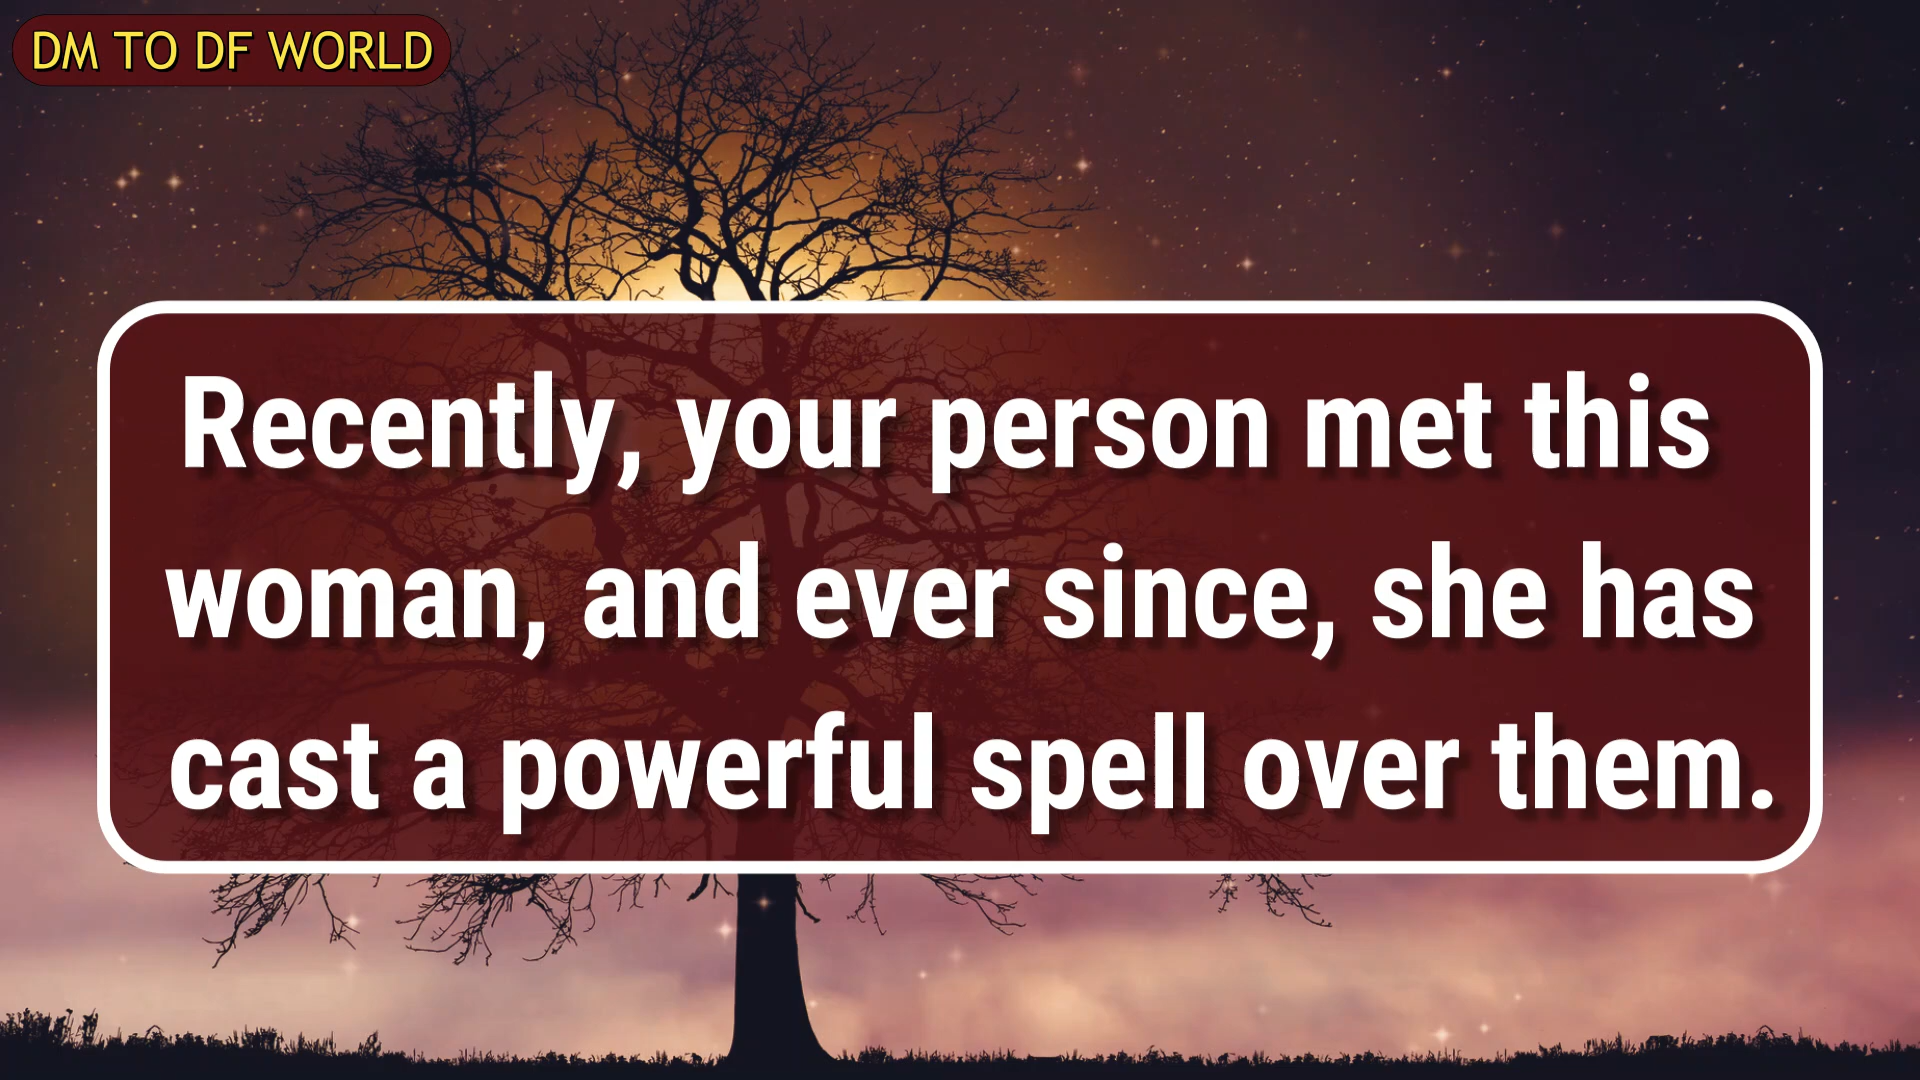 DM TO DF WORLD
Recently, your person met this
woman, and ever since, she has
cast a powerful spell over them.